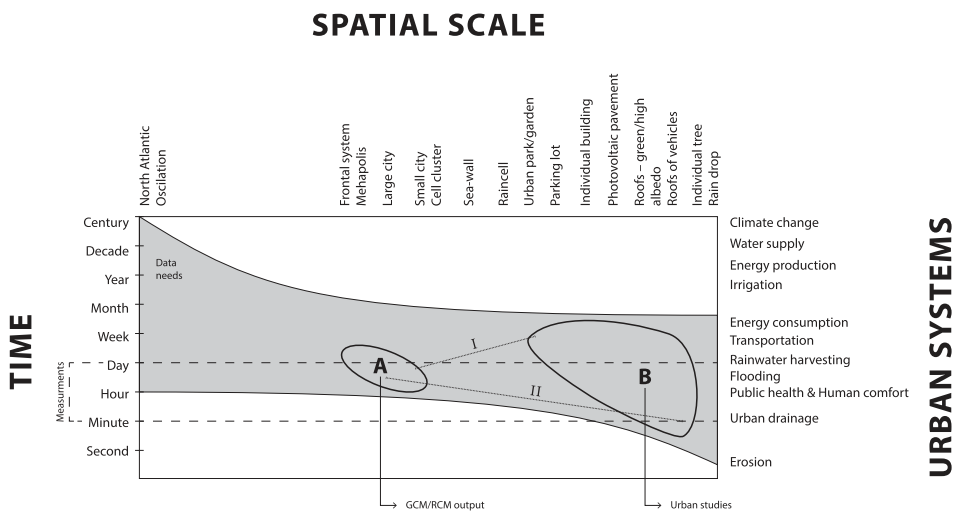 SPATIAL SCALE
North Atlantic
Oscilation
Frontal system
Mehapolis
Large city
Small city
Cell cluster
Sea-wall
Raincell
Urban park/garden
Parking lot
Individual building
Photovoltaic pavement
Roofs – green/high
albedo
Roofs of vehicles
Individual tree
Rain drop
TIME
Measurments
Century
Decade
Year
Month
Week
Day
Hour
Minute
Second
Data
needs
A
I
II
B
GCM/RCM output
Urban studies
Climate change
Water supply
Energy production
Irrigation
Energy consumption
Transportation
Rainwater harvesting
Flooding
Public health & Human comfort
Urban drainage
Erosion
URBAN SYSTEMS